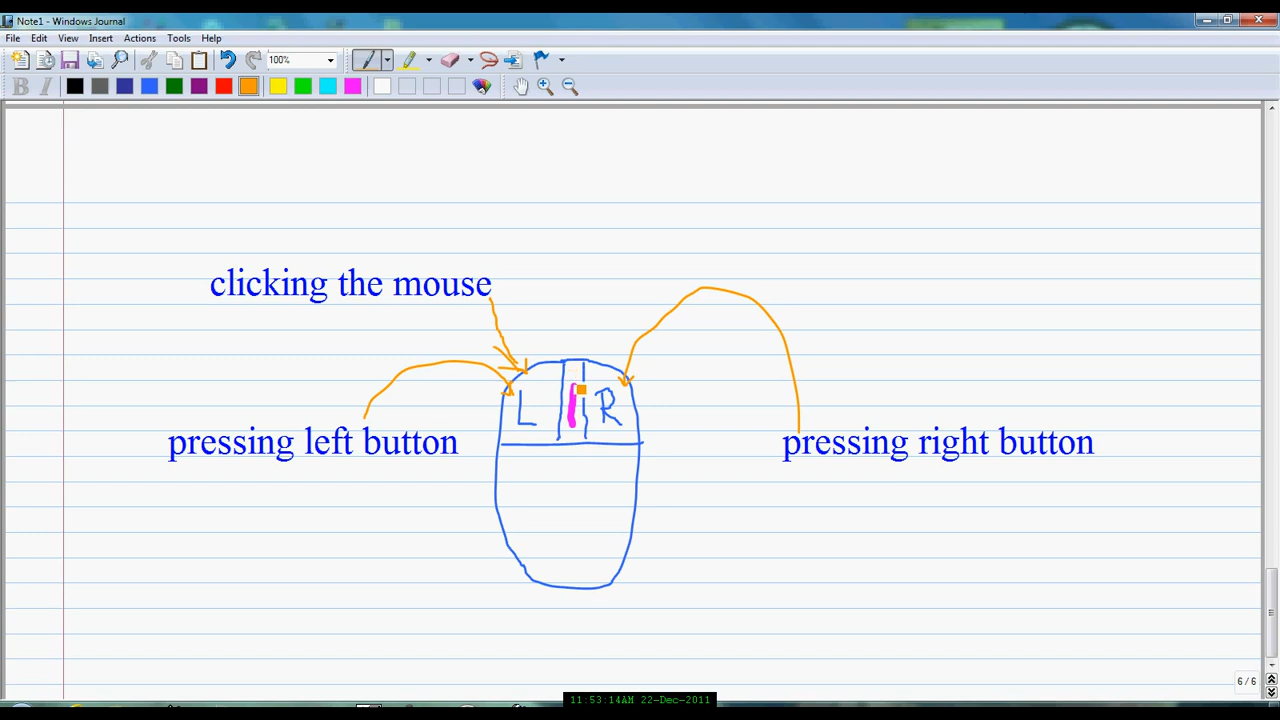 Note1 - Windows Journal
File Edit View Insert Actions Tools Help
100%
B I
clicking the mouse
L R
pressing left button
pressing right button
6 / 6
11:53:14AM 22-Dec-2011